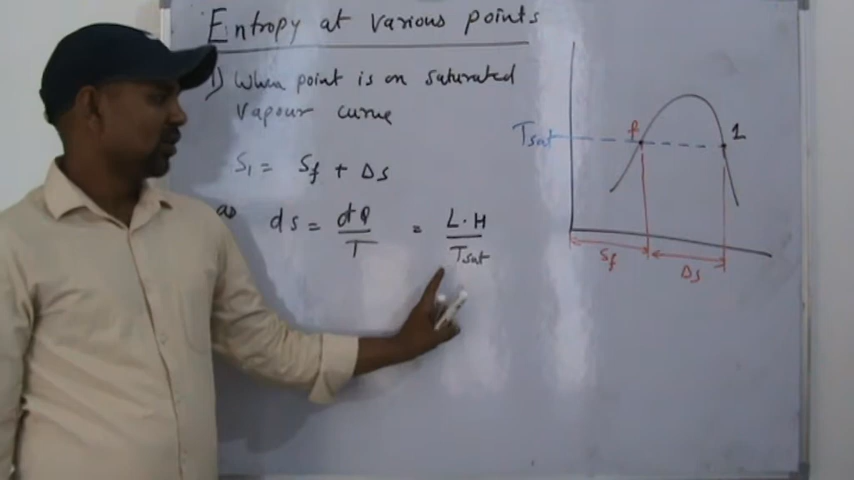 Entropy at various points
1) When point is on saturated
vapour curve
S₁ = Sf + Δs
as ds = dQ/T = L.H/Tsat
Tsat
f
1
Sf
Δs